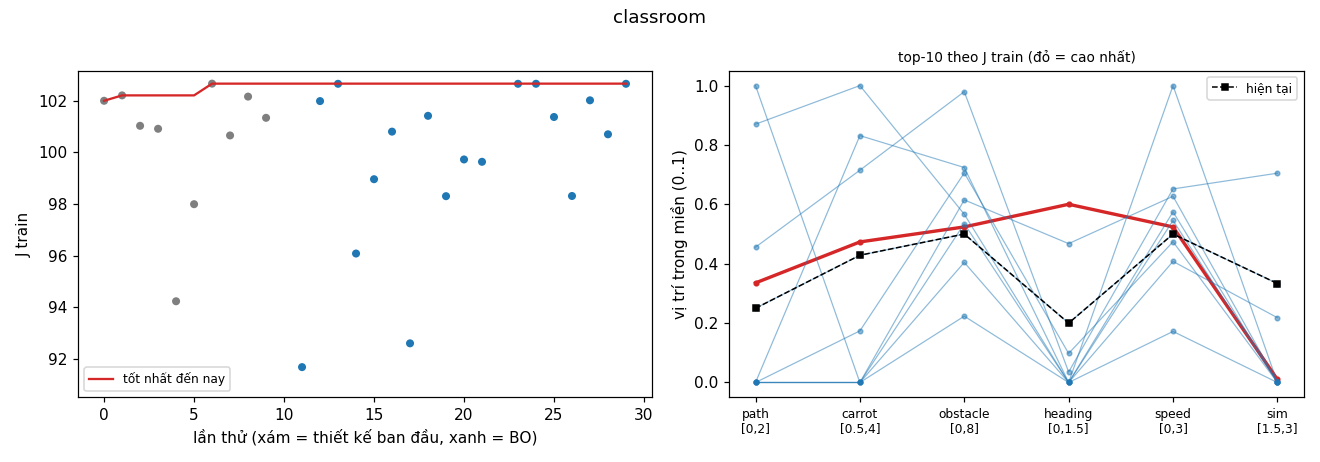 classroom
J train
102
100
98
96
94
92
tốt nhất đến nay
0 5 10 15 20 25 30
lần thử (xám = thiết kế ban đầu, xanh = BO)
top-10 theo J train (đỏ = cao nhất)
vị trí trong miền (0..1)
1.0
0.8
0.6
0.4
0.2
0.0
hiện tại
path carrot obstacle heading speed sim
[0,2] [0.5,4] [0,8] [0,1.5] [0,3] [1.5,3]